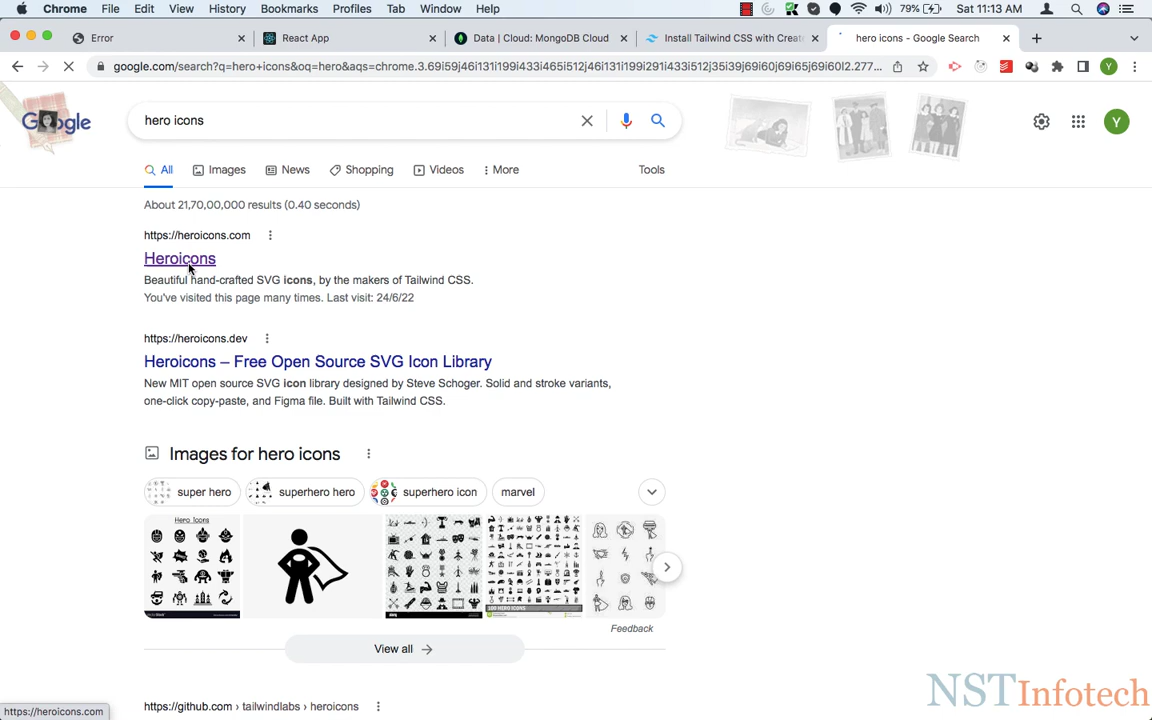 Chrome File Edit View History Bookmarks Profiles Tab Window Help 79% Sat 11:13 AM
Error React App Data | Cloud: MongoDB Cloud Install Tailwind CSS with Create hero icons - Google Search
google.com/search?q=hero+icons&oq=hero&aqs=chrome.3.69i59j46i131i199i433i465i512j46i131i199i291i433i512j35i39j69i60j69i65j69i60l2.277...
Google hero icons Y
All Images News Shopping Videos More Tools
About 21,70,00,000 results (0.40 seconds)
https://heroicons.com
Heroicons
Beautiful hand-crafted SVG icons, by the makers of Tailwind CSS.
You've visited this page many times. Last visit: 24/6/22
https://heroicons.dev
Heroicons – Free Open Source SVG Icon Library
New MIT open source SVG icon library designed by Steve Schoger. Solid and stroke variants,
one-click copy-paste, and Figma file. Built with Tailwind CSS.
Images for hero icons
super hero superhero hero superhero icon marvel
Hero Icons
Feedback
View all
NSTInfotech
https://github.com › tailwindlabs › heroicons
https://heroicons.com